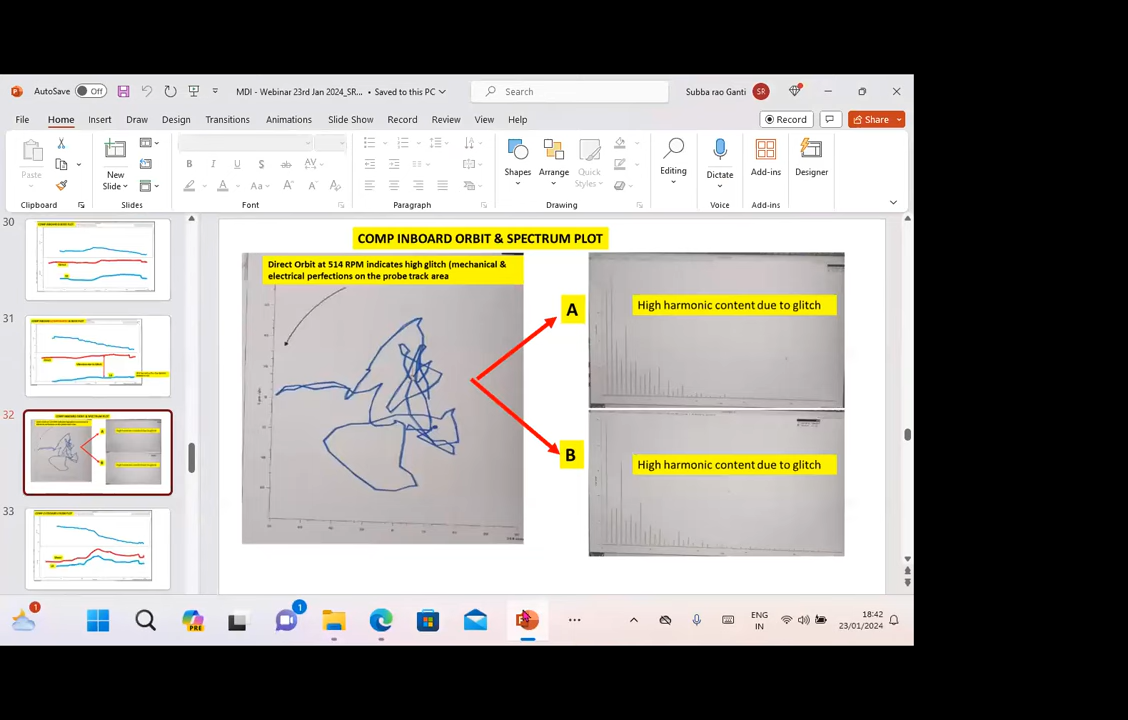 AutoSave
Off
MDI - Webinar 23rd Jan 2024_SR... • Saved to this PC
Search
Subba rao Ganti
SR
File
Home
Insert
Draw
Design
Transitions
Animations
Slide Show
Record
Review
View
Help
Record
Share
Paste
New
Slide
Shapes
Arrange
Quick
Styles
Editing
Dictate
Add-ins
Designer
Clipboard
Slides
Font
Paragraph
Drawing
Voice
Add-ins
30
31
32
33
COMP INBOARD ORBIT & SPECTRUM PLOT
Direct Orbit at 514 RPM indicates high glitch (mechanical &
electrical perfections on the probe track area
A
High harmonic content due to glitch
B
High harmonic content due to glitch
1
PRE
1
ENG
IN
18:42
23/01/2024